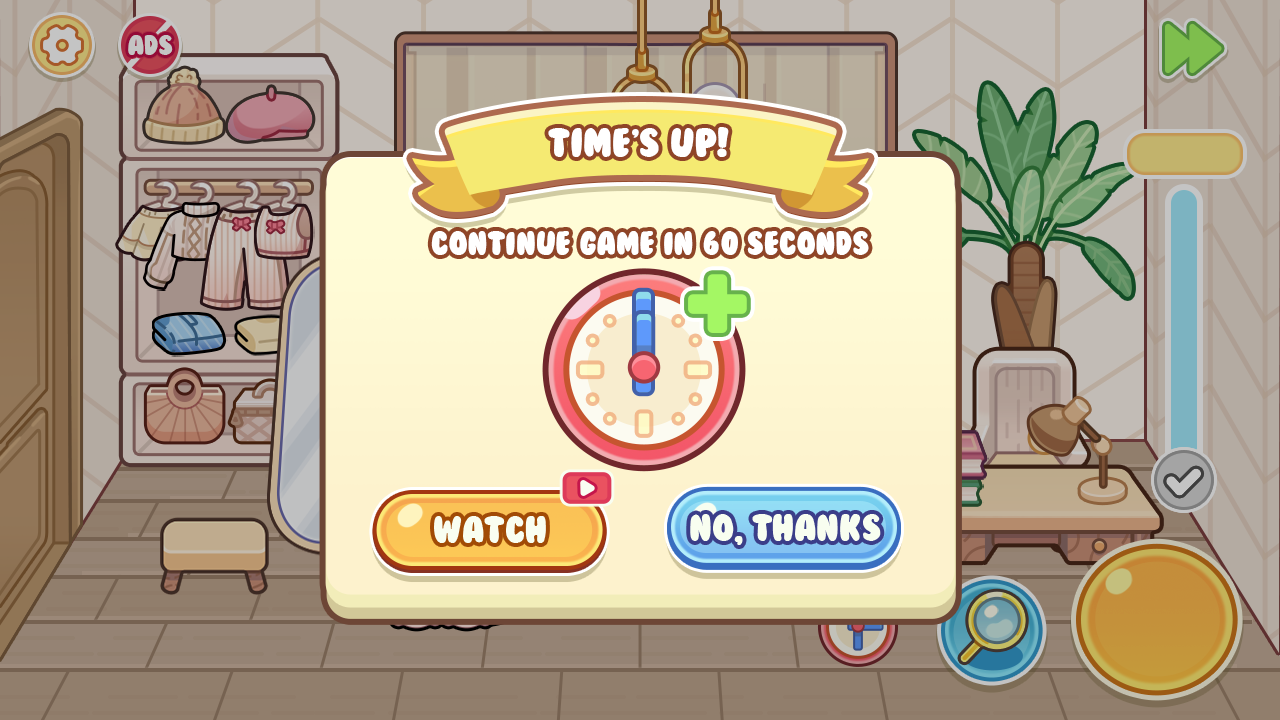 ADS
TIME'S UP!
CONTINUE GAME IN 60 SECONDS
WATCH
NO, THANKS